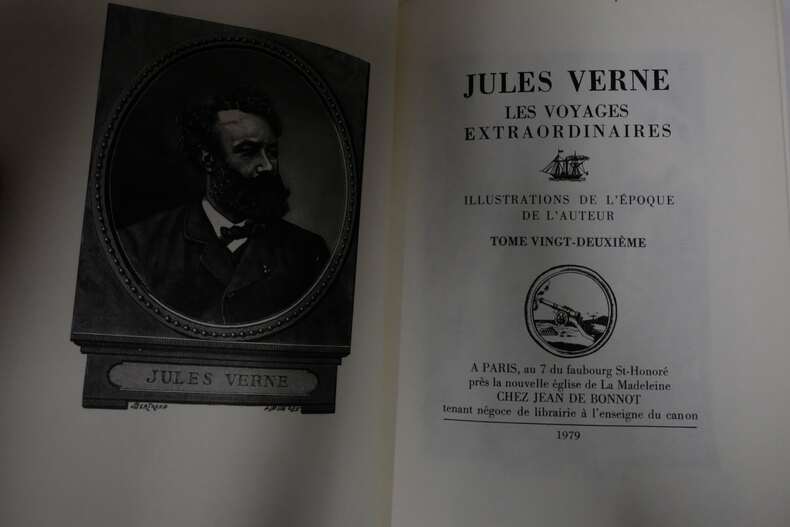 JULES VERNE
JULES VERNE
LES VOYAGES
EXTRAORDINAIRES
ILLUSTRATIONS DE L'ÉPOQUE
DE L'AUTEUR
TOME VINGT-DEUXIÈME
A PARIS, au 7 du faubourg St-Honoré
près la nouvelle église de La Madeleine
CHEZ JEAN DE BONNOT
tenant négoce de librairie à l'enseigne du canon
1979